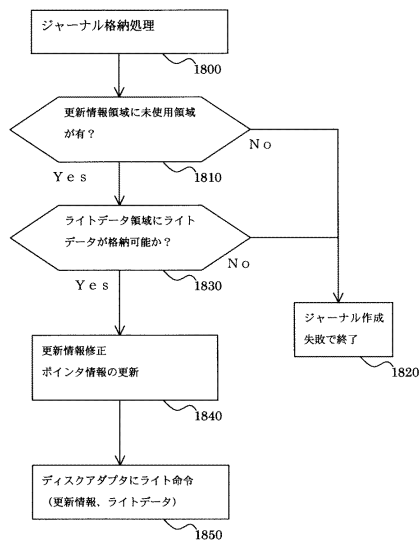 ジャーナル格納処理
1800
更新情報領域に未使用領域
が有?
No
1810
Yes
ライトデータ領域にライト
データが格納可能か?
No
1830
Yes
ジャーナル作成
失敗で終了
1820
更新情報修正
ポインタ情報の更新
1840
ディスクアダプタにライト命令
(更新情報、ライトデータ)
1850